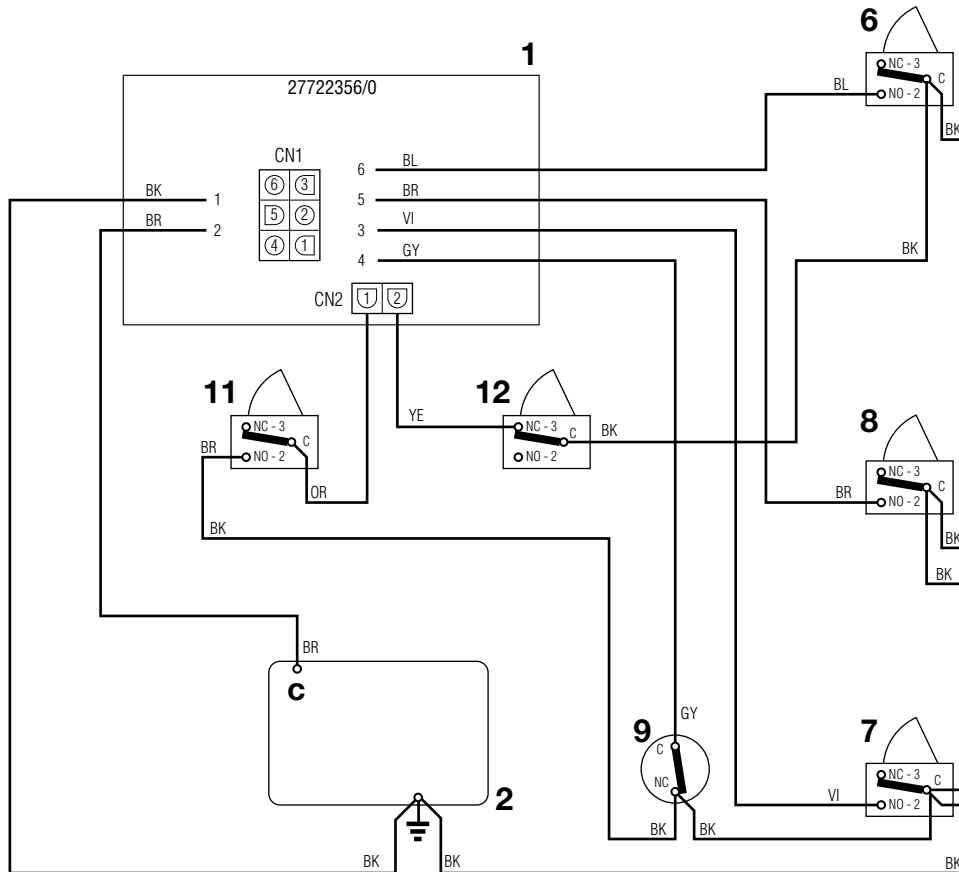 6
1
27722356/0
NC - 3
C
NO - 2
BL
BK
CN1
6 BL
6 3
BK
1
5 BR
5 2
BR
2
3 VI
4 1
4 GY
BK
CN2 1 2
11
12
8
NC - 3
C
NO - 2
BR
OR
YE
NC - 3
C
NO - 2
BK
NC - 3
C
NO - 2
BR
BK
BK
BK
BR
c
GY
9
C
NC
7
NC - 3
C
NO - 2
VI
2
BK
BK
BK
BK
BK